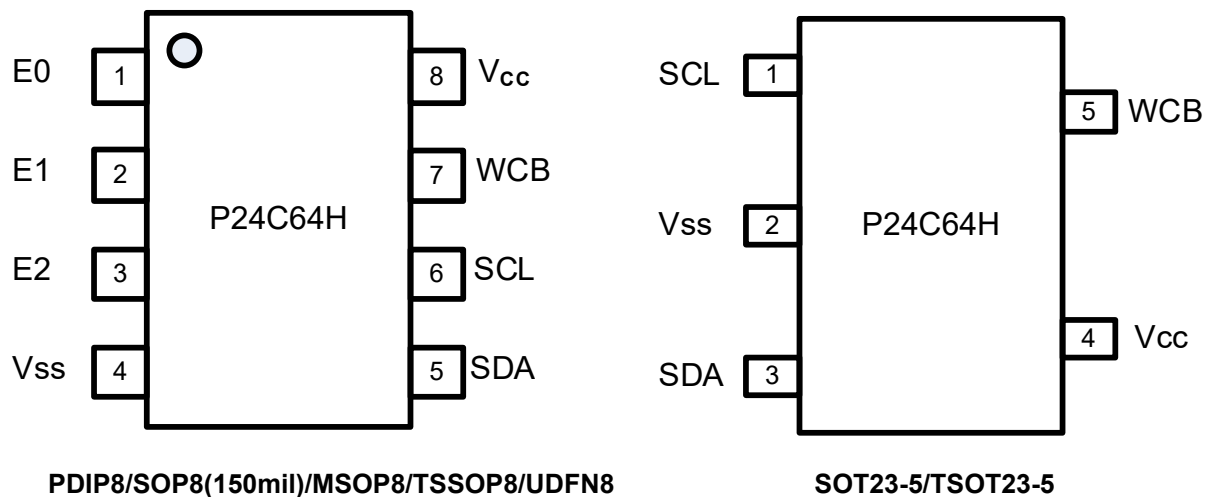 E0 1 8 Vcc
E1 2 7 WCB
P24C64H
E2 3 6 SCL
Vss 4 5 SDA
PDIP8/SOP8(150mil)/MSOP8/TSSOP8/UDFN8
SCL 1
5 WCB
Vss 2 P24C64H
4 Vcc
SDA 3
SOT23-5/TSOT23-5